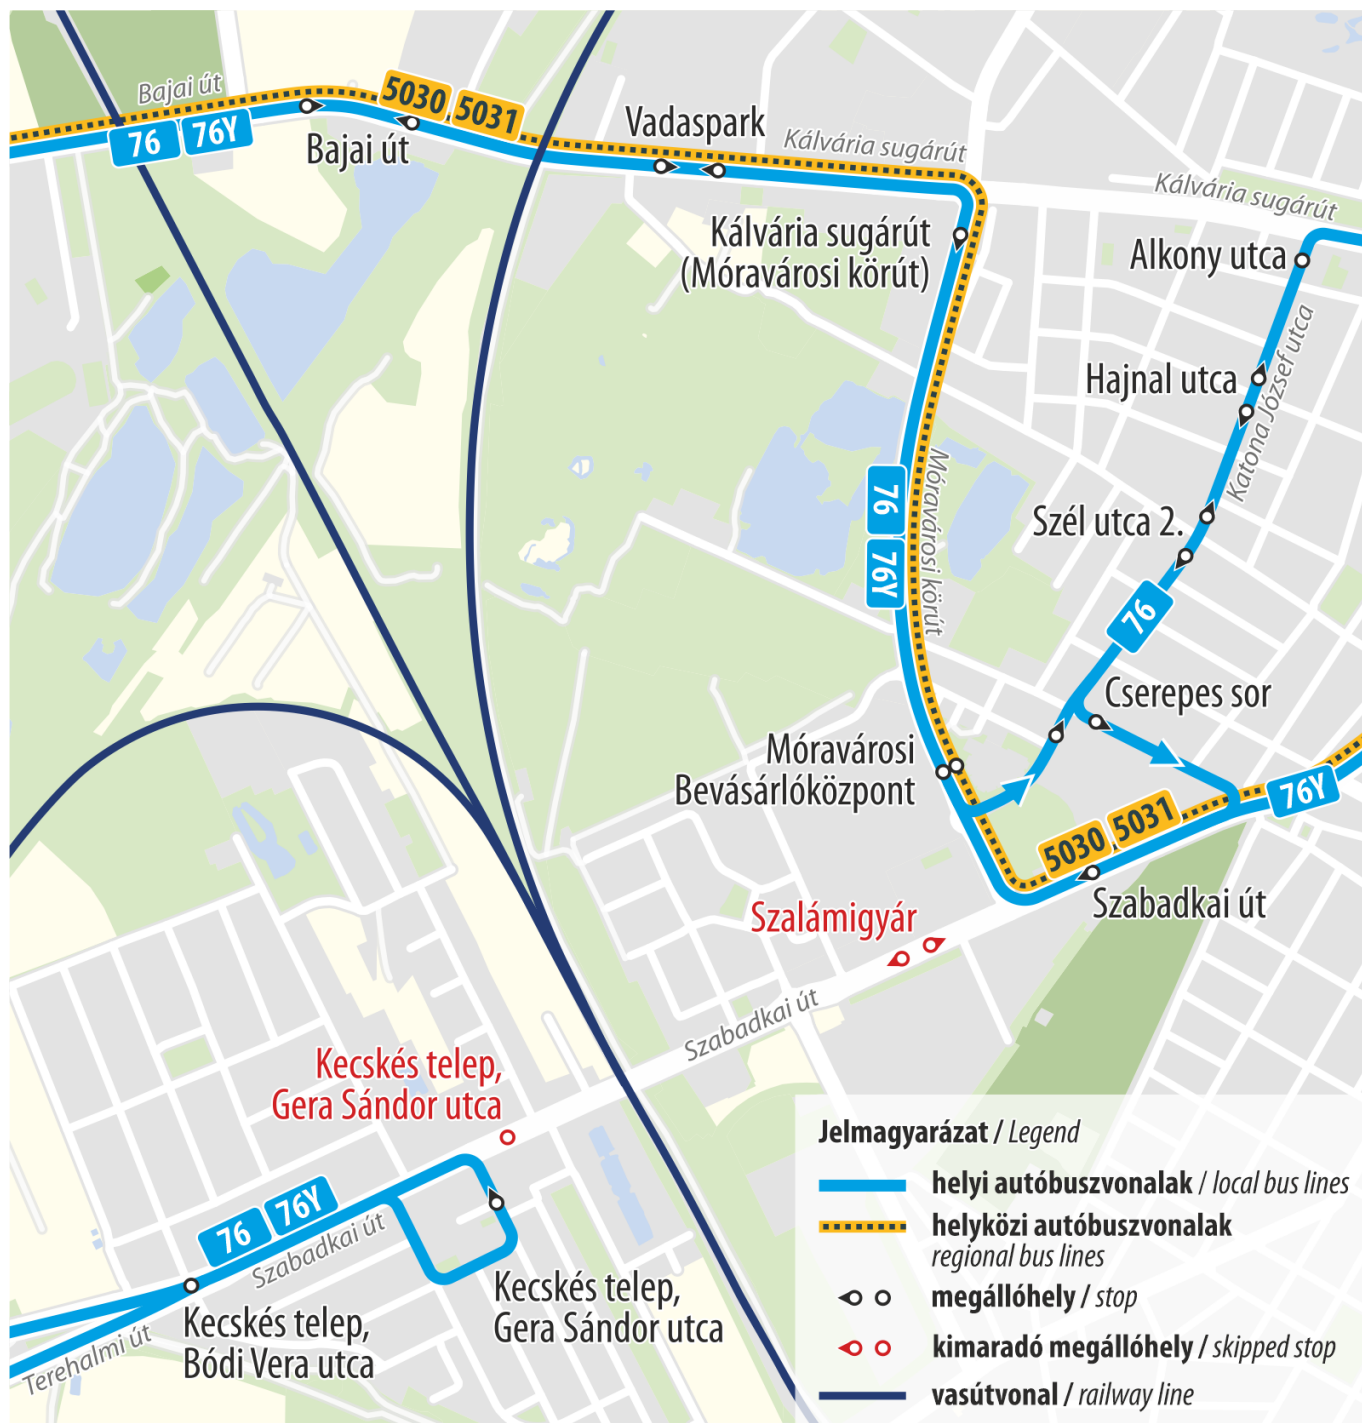 Bajai út
5030 5031
76 76Y
Bajai út
Vadaspark
Kálvária sugárút
Kálvária sugárút
Kálvária sugárút
(Móravárosi körút)
Alkony utca
Hajnal utca
Katona József utca
76
76Y
Móravárosi körút
Szél utca 2.
76
Cserepes sor
Móravárosi
Bevásárlóközpont
76Y
5030 5031
Szabadkai út
Szalámigyár
Szabadkai út
Kecskés telep,
Gera Sándor utca
76 76Y
Szabadkai út
Kecskés telep,
Gera Sándor utca
Kecskés telep,
Bódi Vera utca
Terehalmi út
Jelmagyarázat / Legend
helyi autóbuszvonalak / local bus lines
helyközi autóbuszvonalak
regional bus lines
megállóhely / stop
kimaradó megállóhely / skipped stop
vasútvonal / railway line